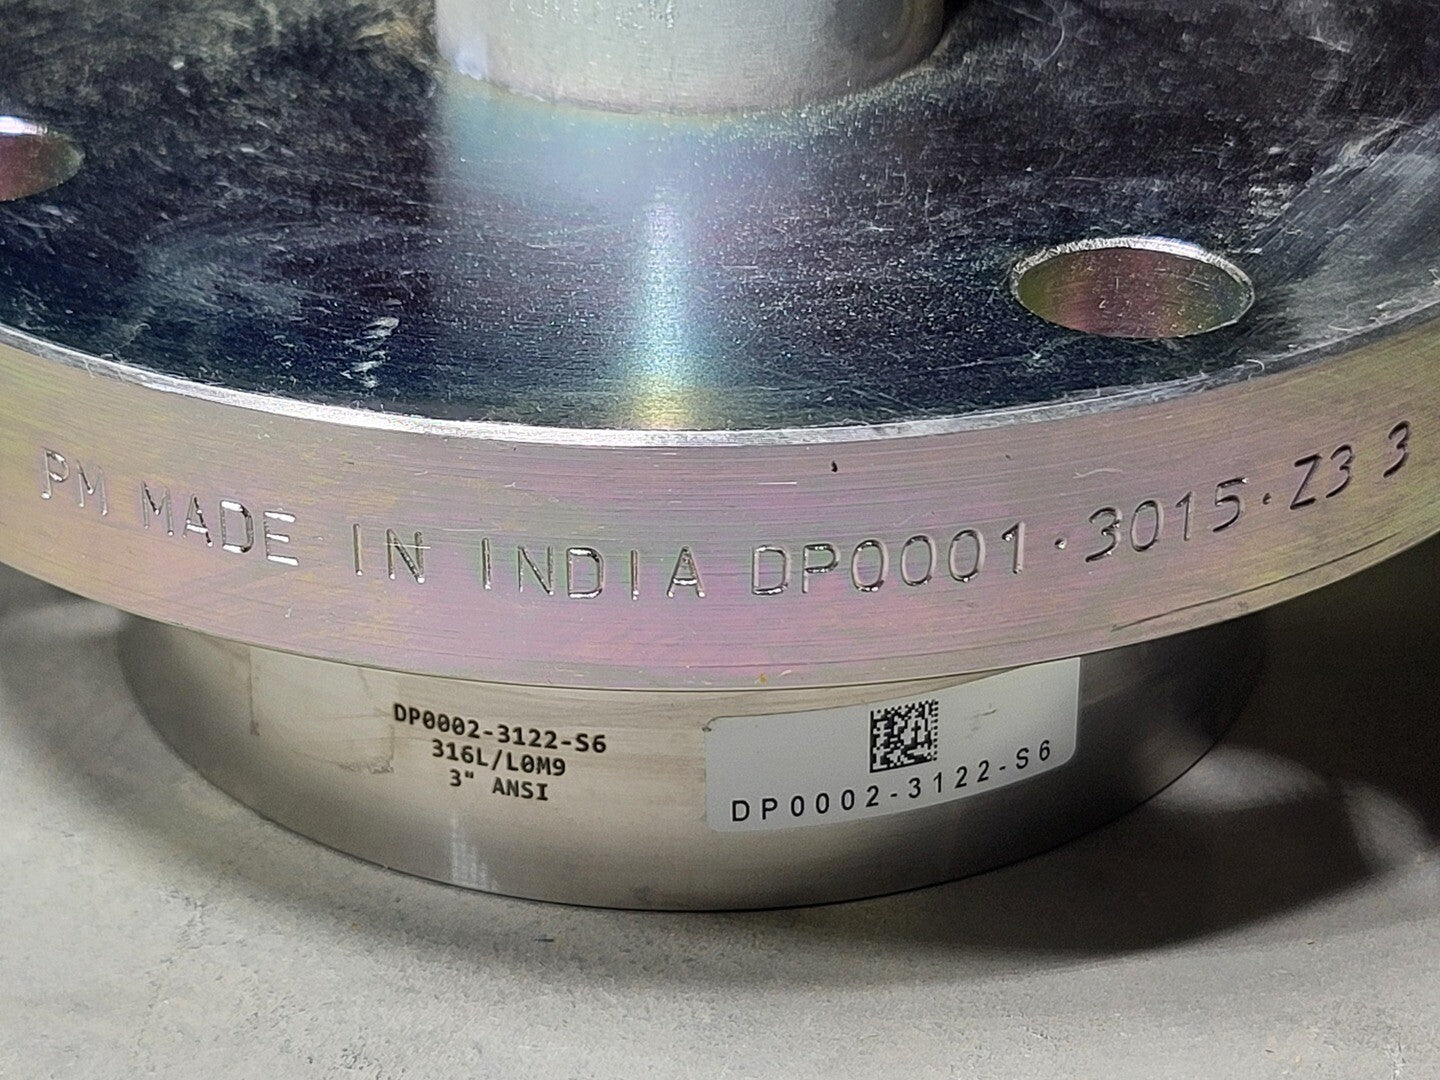 PM MADE IN INDIA DP0001·3015·Z3 3
DP0002-3122-S6
316L/L0M9
3" ANSI
DP0002-3122-S6